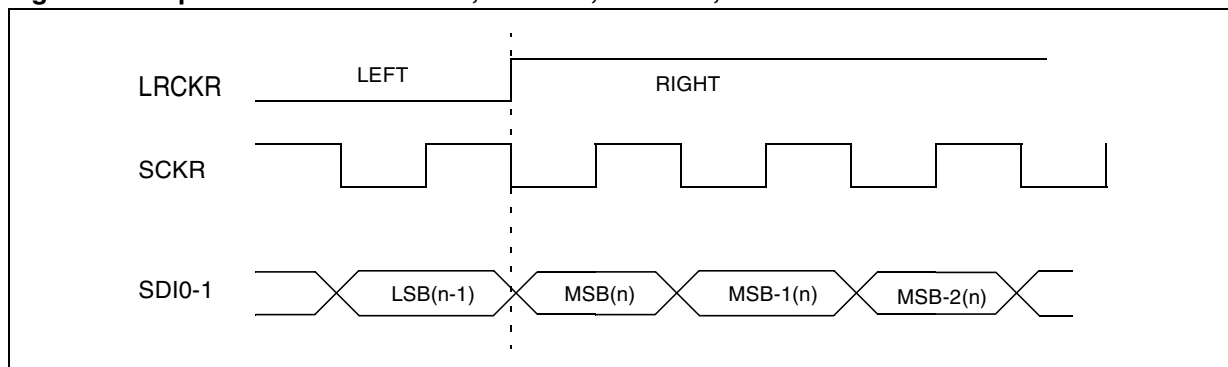 LRCKR
LEFT
RIGHT
SCKR
SDI0-1
LSB(n-1)
MSB(n)
MSB-1(n)
MSB-2(n)